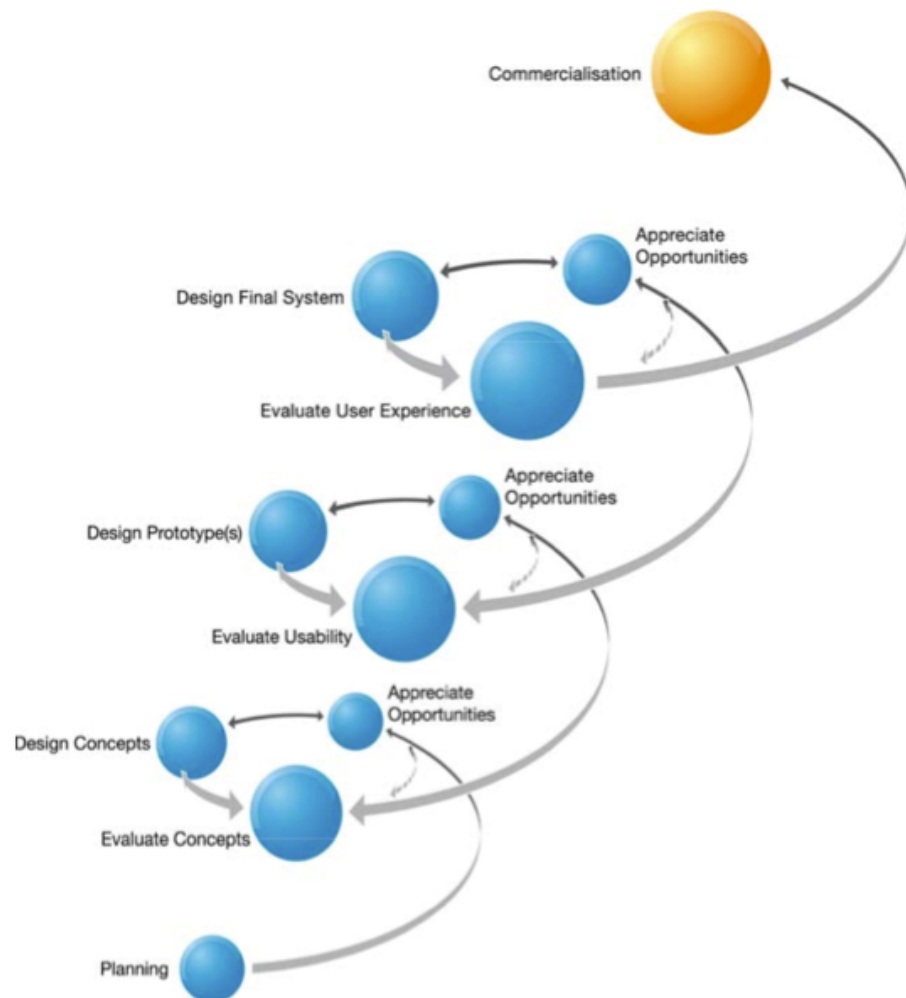 Commercialisation
Appreciate
Opportunities
Design Final System
Evaluate User Experience
Appreciate
Opportunities
Design Prototype(s)
Evaluate Usability
Appreciate
Opportunities
Design Concepts
Evaluate Concepts
Planning